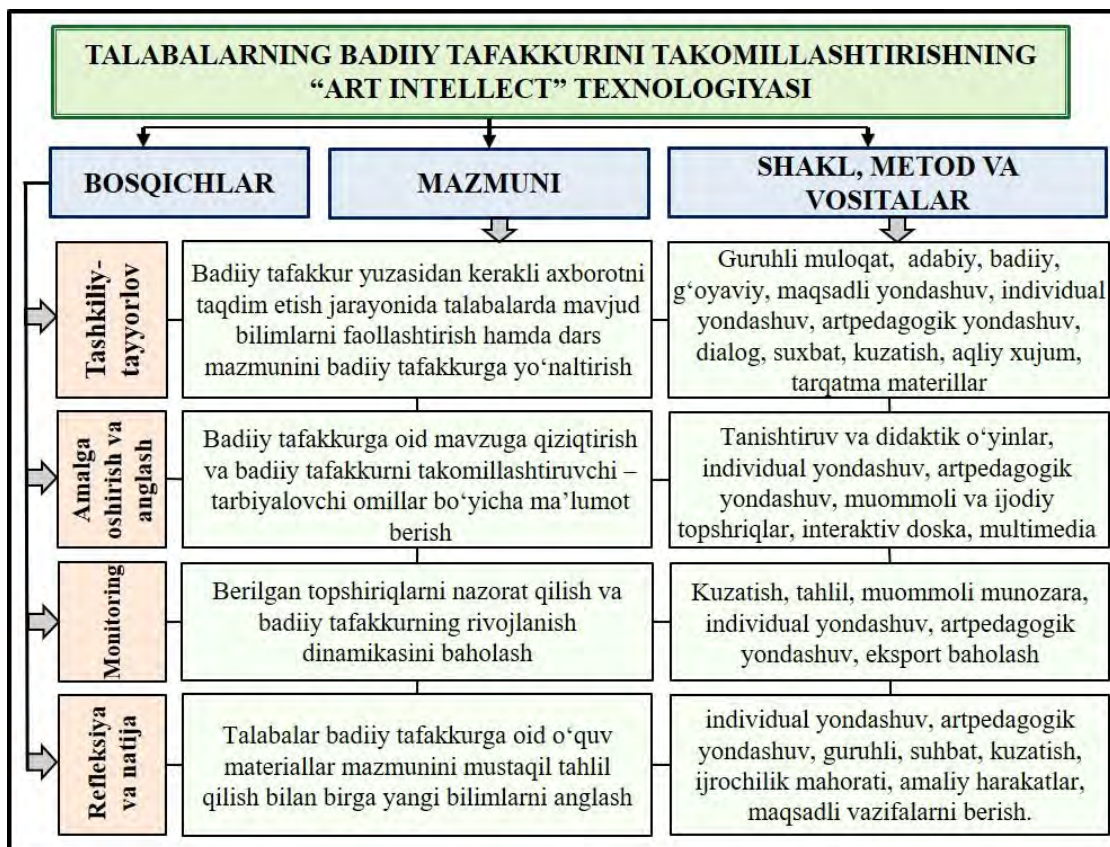 TALABALARNING BADIIY TAFAKKURINI TAKOMILLASHTIRISHNING
“ART INTELLECT” TEXNOLOGIYASI
BOSQICHLAR
MAZMUNI
SHAKL, METOD VA
VOSITALAR
Tashkiliy-
tayyorlov
Badiiy tafakkur yuzasidan kerakli axborotni
taqdim etish jarayonida talabalarda mavjud
bilimlarni faollashtirish hamda dars
mazmunini badiiy tafakkurga yo‘naltirish
Guruhli muloqat, adabiy, badiiy,
g‘oyaviy, maqsadli yondashuv, individual
yondashuv, artpedagogik yondashuv,
dialog, suxbat, kuzatish, aqliy xujum,
tarqatma materillar
Amalga
oshirish va
anglash
Badiiy tafakkurga oid mavzuga qiziqtirish
va badiiy tafakkurni takomillashtiruvchi –
tarbiyalovchi omillar bo‘yicha ma’lumot
berish
Tanishtiruv va didaktik o‘yinlar,
individual yondashuv, artpedagogik
yondashuv, muommoli va ijodiy
topshriqlar, interaktiv doska, multimedia
Monitoring
Berilgan topshiriqlarni nazorat qilish va
badiiy tafakkurning rivojlanish
dinamikasini baholash
Kuzatish, tahlil, muommoli munozara,
individual yondashuv, artpedagogik
yondashuv, eksport baholash
Refleksiya
va natija
Talabalar badiiy tafakkurga oid o‘quv
materiallar mazmunini mustaqil tahlil
qilish bilan birga yangi bilimlarni anglash
individual yondashuv, artpedagogik
yondashuv, guruhli, suhbat, kuzatish,
ijrochilik mahorati, amaliy harakatlar,
maqsadli vazifalarni berish.